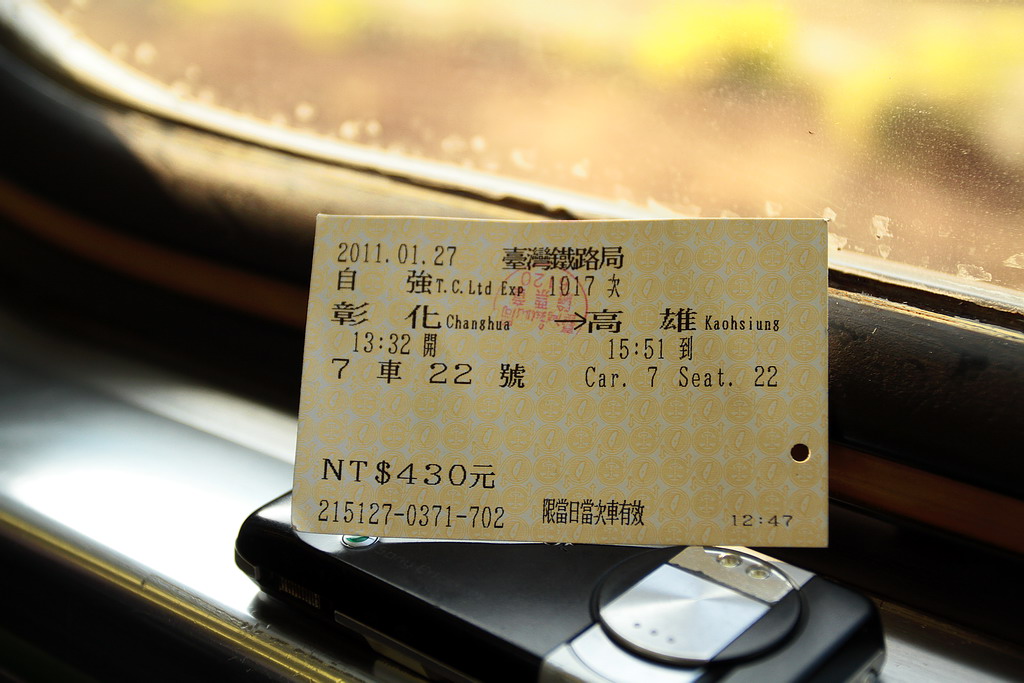 2011.01.27 臺灣鐵路局
自 強 T.C.Ltd Exp 1017 次
彰 化 Changhua → 高 雄 Kaohsiung
13:32 開 15:51 到
7 車 22 號 Car. 7 Seat. 22
NT$430元
215127-0371-702 限當日當次車有效 12:47